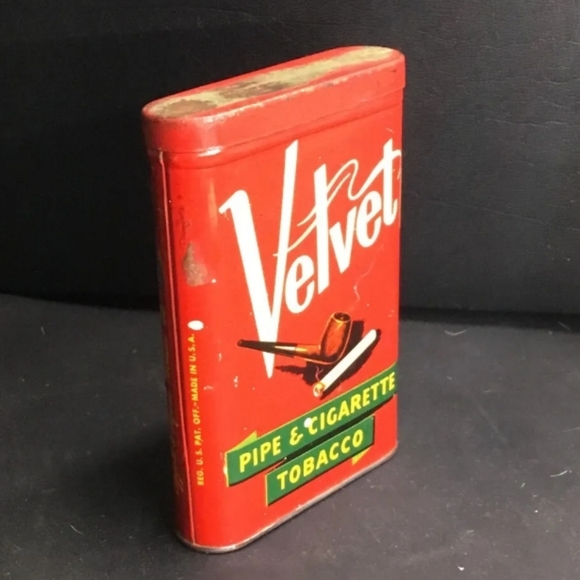 Velvet
PIPE & CIGARETTE
TOBACCO
REG. U.S. PAT. OFF.-MADE IN U.S.A.